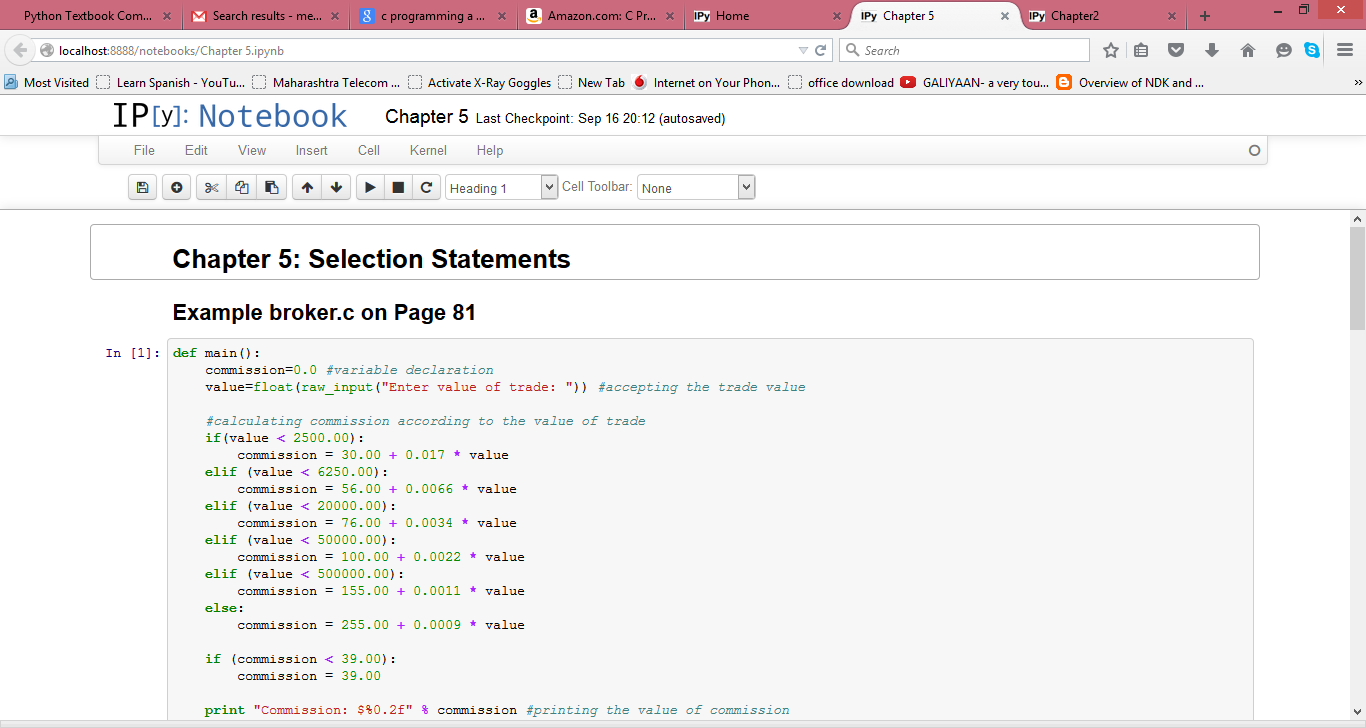 Python Textbook Com... Search results - me... c programming a ... Amazon.com: C Pr... IPy Home IPy Chapter 5 IPy Chapter2
localhost:8888/notebooks/Chapter 5.ipynb Search
Most Visited Learn Spanish - YouTu... Maharashtra Telecom ... Activate X-Ray Goggles New Tab Internet on Your Phon... office download GALIYAAN- a very tou... Overview of NDK and ... »
IP[y]: Notebook Chapter 5 Last Checkpoint: Sep 16 20:12 (autosaved)
File Edit View Insert Cell Kernel Help
Heading 1 Cell Toolbar: None
Chapter 5: Selection Statements
Example broker.c on Page 81
In [1]: def main():
    commission=0.0 #variable declaration
    value=float(raw_input("Enter value of trade: ")) #accepting the trade value
    #calculating commission according to the value of trade
    if(value < 2500.00):
        commission = 30.00 + 0.017 * value
    elif (value < 6250.00):
        commission = 56.00 + 0.0066 * value
    elif (value < 20000.00):
        commission = 76.00 + 0.0034 * value
    elif (value < 50000.00):
        commission = 100.00 + 0.0022 * value
    elif (value < 500000.00):
        commission = 155.00 + 0.0011 * value
    else:
        commission = 255.00 + 0.0009 * value
    if (commission < 39.00):
        commission = 39.00
    print "Commission: $%0.2f" % commission #printing the value of commission